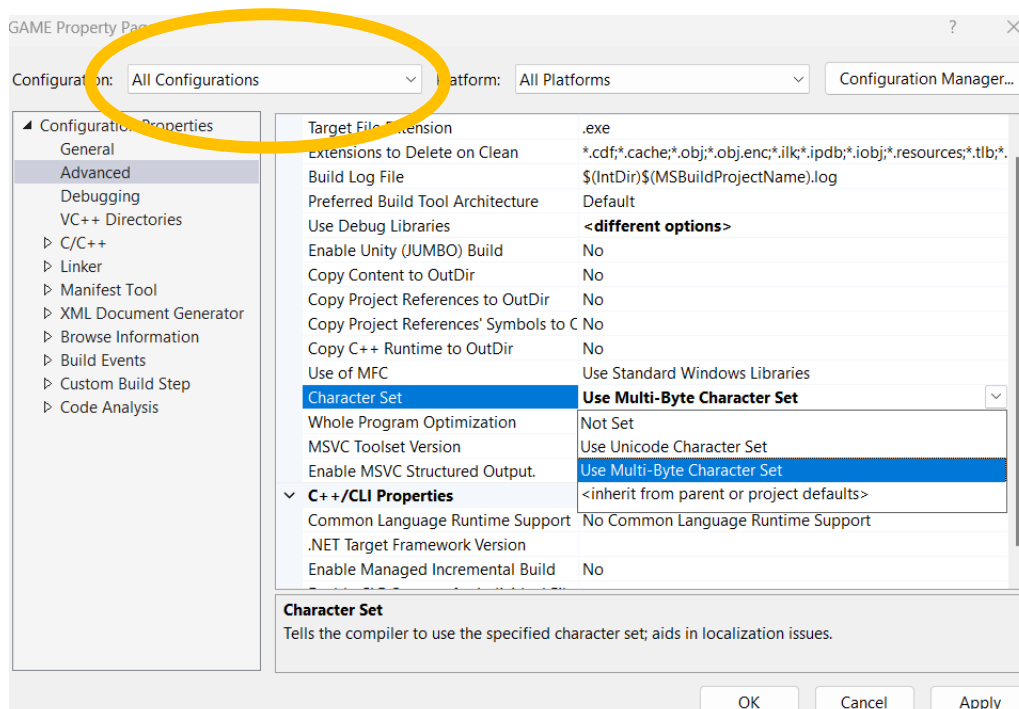 GAME Property Pag
?
Configuration: All Configurations Platform: All Platforms Configuration Manager...
Configuration Properties
General
Advanced
Debugging
VC++ Directories
C/C++
Linker
Manifest Tool
XML Document Generator
Browse Information
Build Events
Custom Build Step
Code Analysis
Target File Extension .exe
Extensions to Delete on Clean *.cdf;*.cache;*.obj;*.obj.enc;*.ilk;*.ipdb;*.iobj;*.resources;*.tlb;*.
Build Log File $(IntDir)$(MSBuildProjectName).log
Preferred Build Tool Architecture Default
Use Debug Libraries <different options>
Enable Unity (JUMBO) Build No
Copy Content to OutDir No
Copy Project References to OutDir No
Copy Project References' Symbols to C No
Copy C++ Runtime to OutDir No
Use of MFC Use Standard Windows Libraries
Character Set Use Multi-Byte Character Set
Whole Program Optimization Not Set
MSVC Toolset Version Use Unicode Character Set
Enable MSVC Structured Output. Use Multi-Byte Character Set
C++/CLI Properties <inherit from parent or project defaults>
Common Language Runtime Support No Common Language Runtime Support
.NET Target Framework Version
Enable Managed Incremental Build No
Character Set
Tells the compiler to use the specified character set; aids in localization issues.
OK Cancel Apply